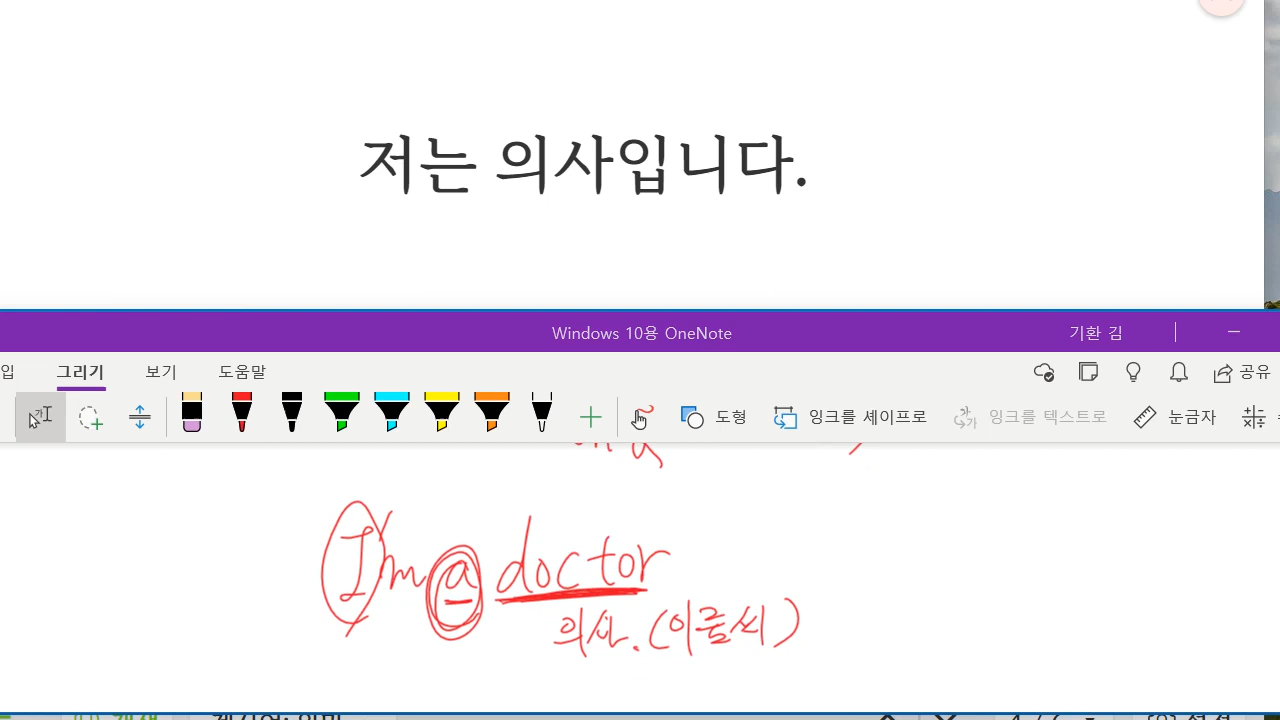 저는 의사입니다.
Windows 10용 OneNote
기환 김
입 그리기 보기 도움말 공유
도형 잉크를 셰이프로 잉크를 텍스트로 눈금자
I'm a doctor
의사. (이름씨)